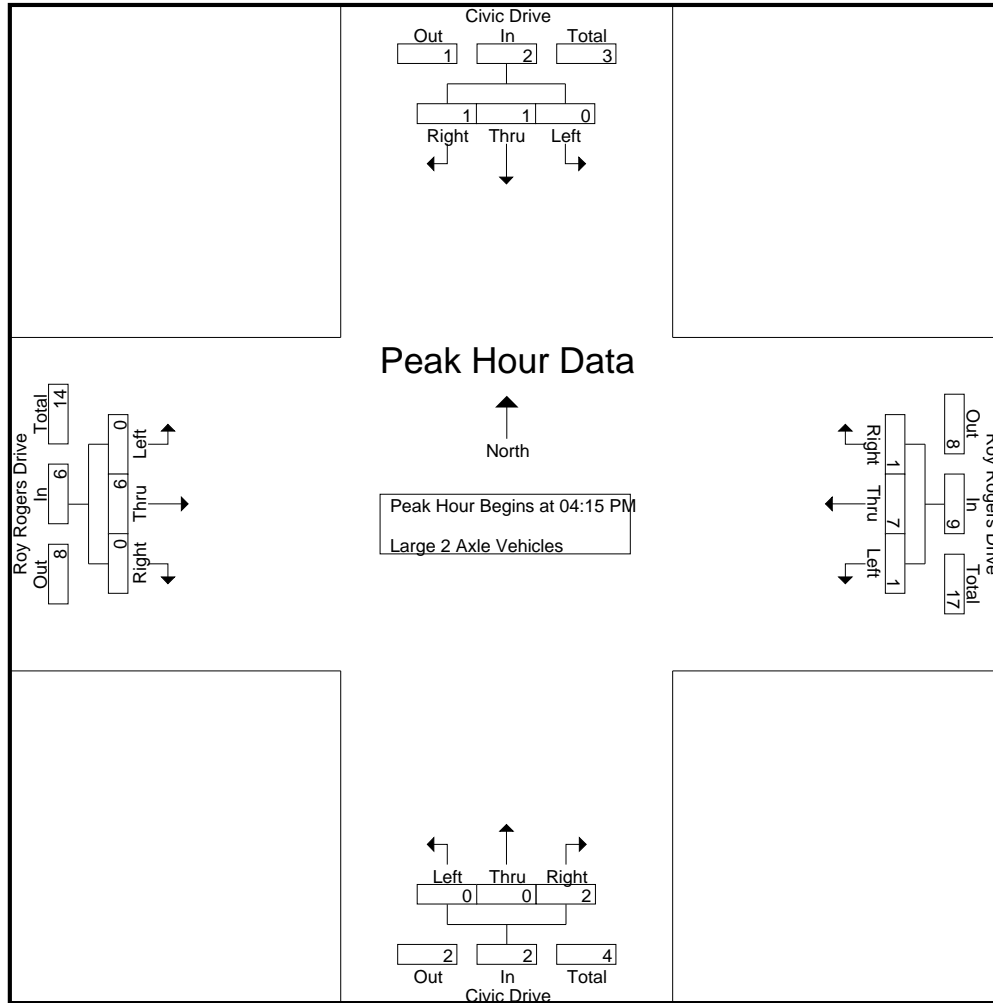 Civic Drive
Out In Total
1 2 3
1 1 0
Right Thru Left
Peak Hour Data
North
Peak Hour Begins at 04:15 PM
Large 2 Axle Vehicles
Roy Rogers Drive
Out In Total
8 6 14
Left Thru Right
0 6 0
Roy Rogers Drive
Out In Total
8 9 17
Right Thru Left
1 7 1
Left Thru Right
0 0 2
2 2 4
Out In Total
Civic Drive